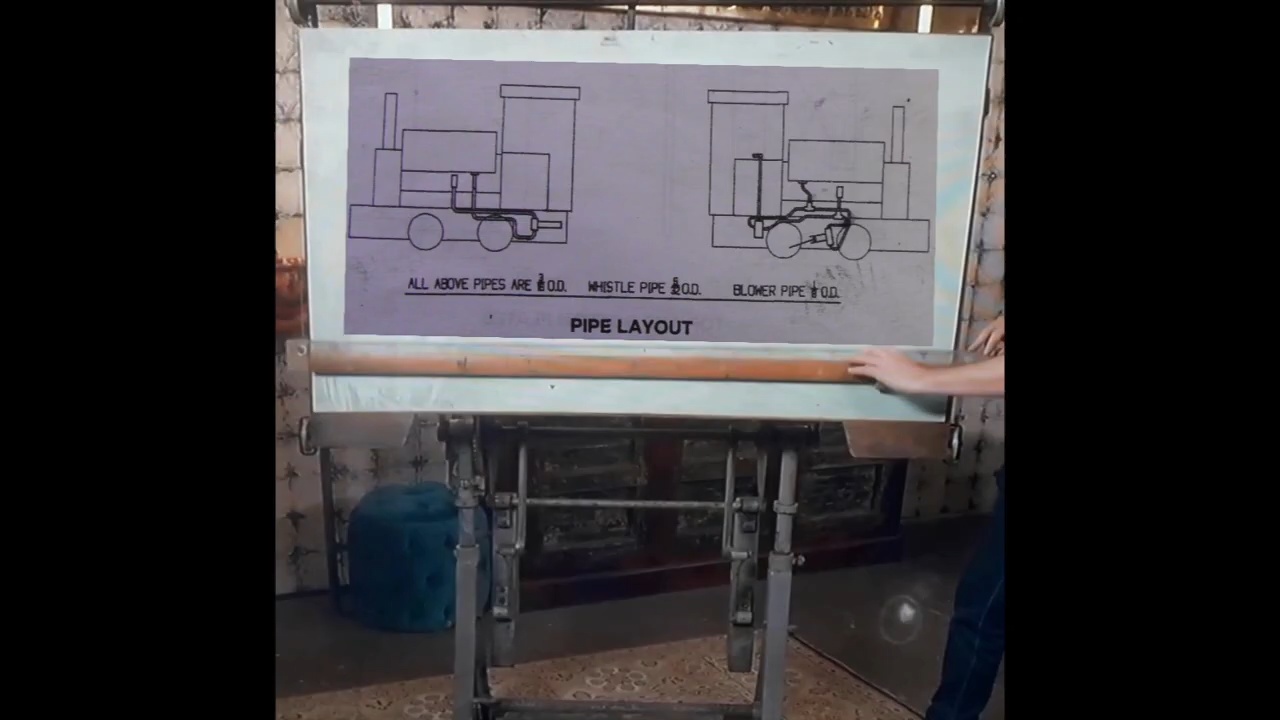 ALL ABOVE PIPES ARE 3/16 O.D. WHISTLE PIPE 5/32 O.D. BLOWER PIPE 1/8 O.D.
PIPE LAYOUT